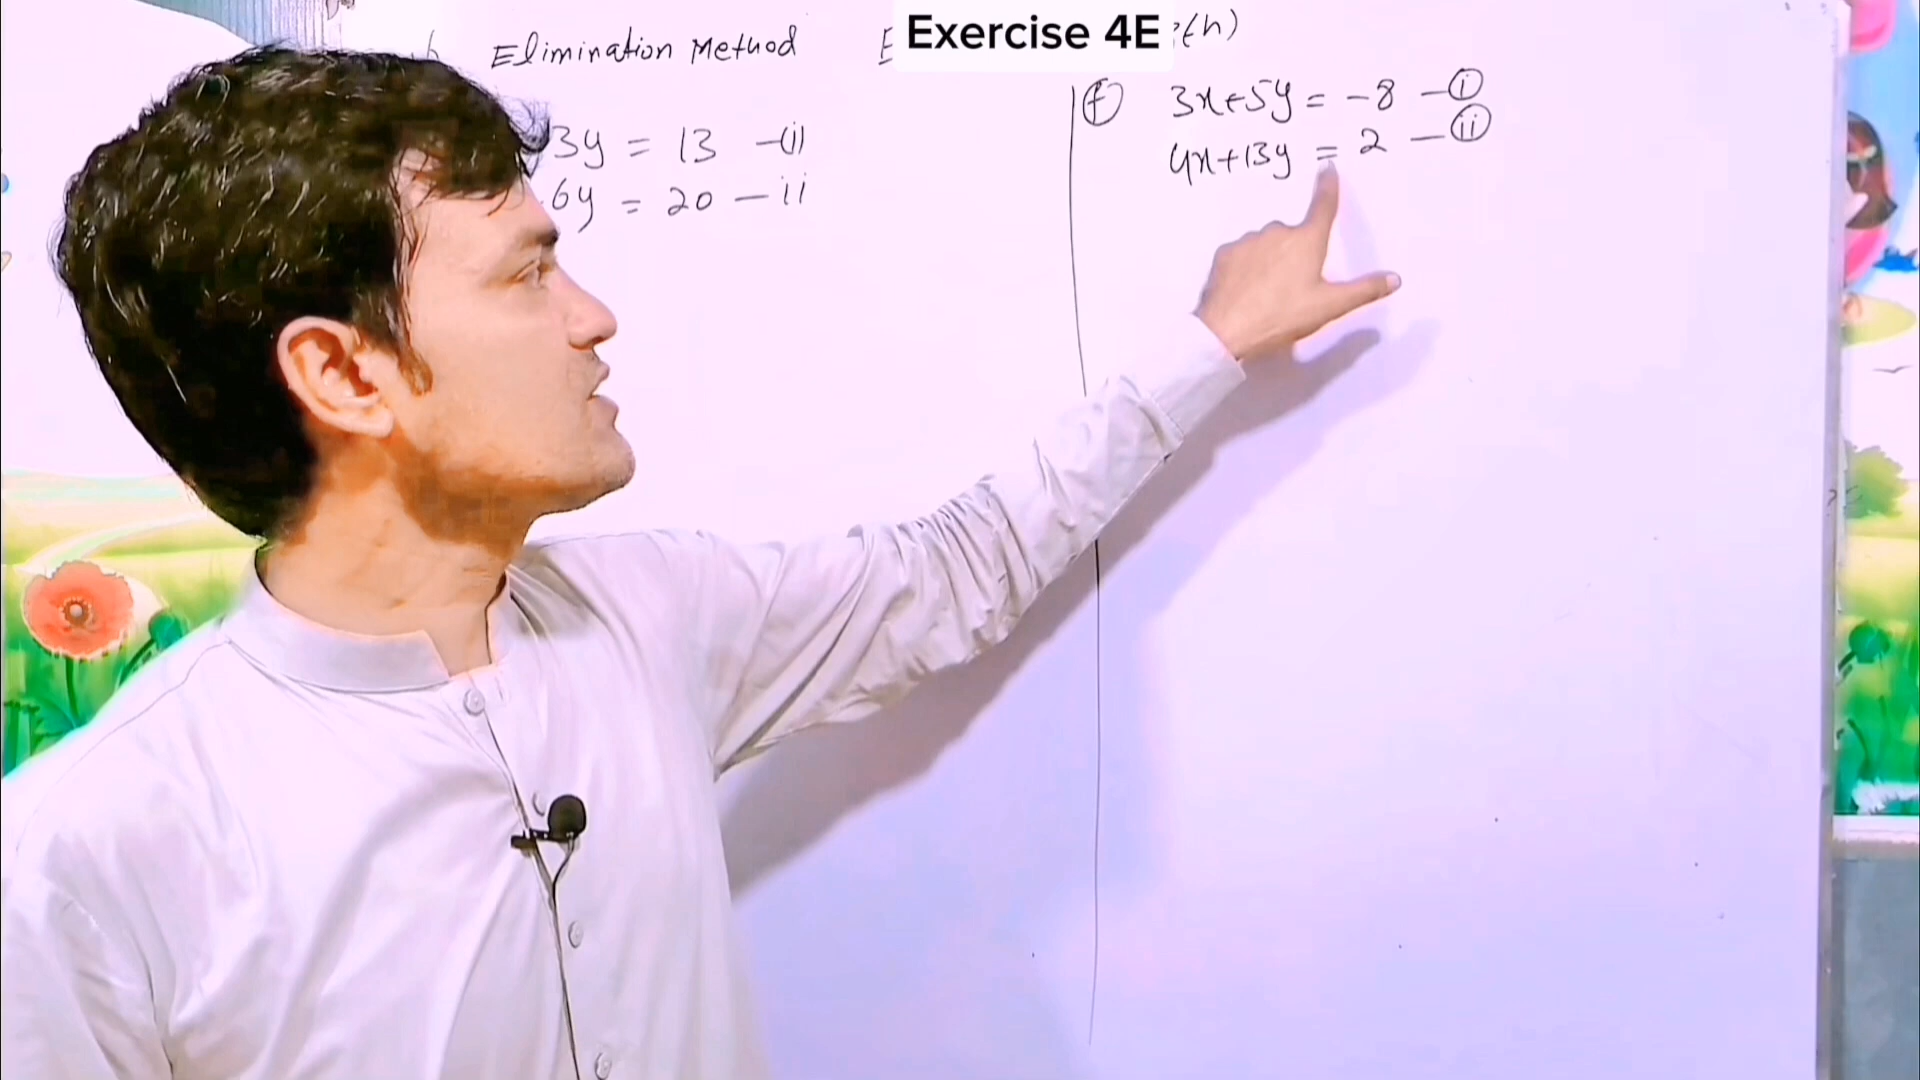 Elimination Method
Exercise 4E
(h)
3y = 13 -(i)
6y = 20 - ii
(f) 3x+5y = -8 -(i)
4x+13y = 2 -(ii)